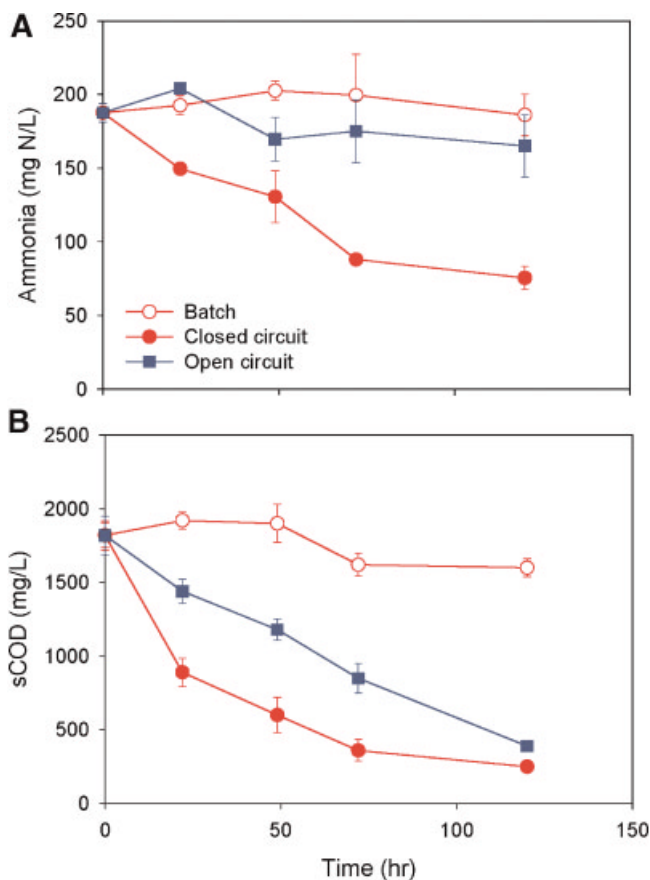 A
Ammonia (mg N/L)
250
200
150
100
50
0
Batch
Closed circuit
Open circuit
B
sCOD (mg/L)
2500
2000
1500
1000
500
0
0 50 100 150
Time (hr)